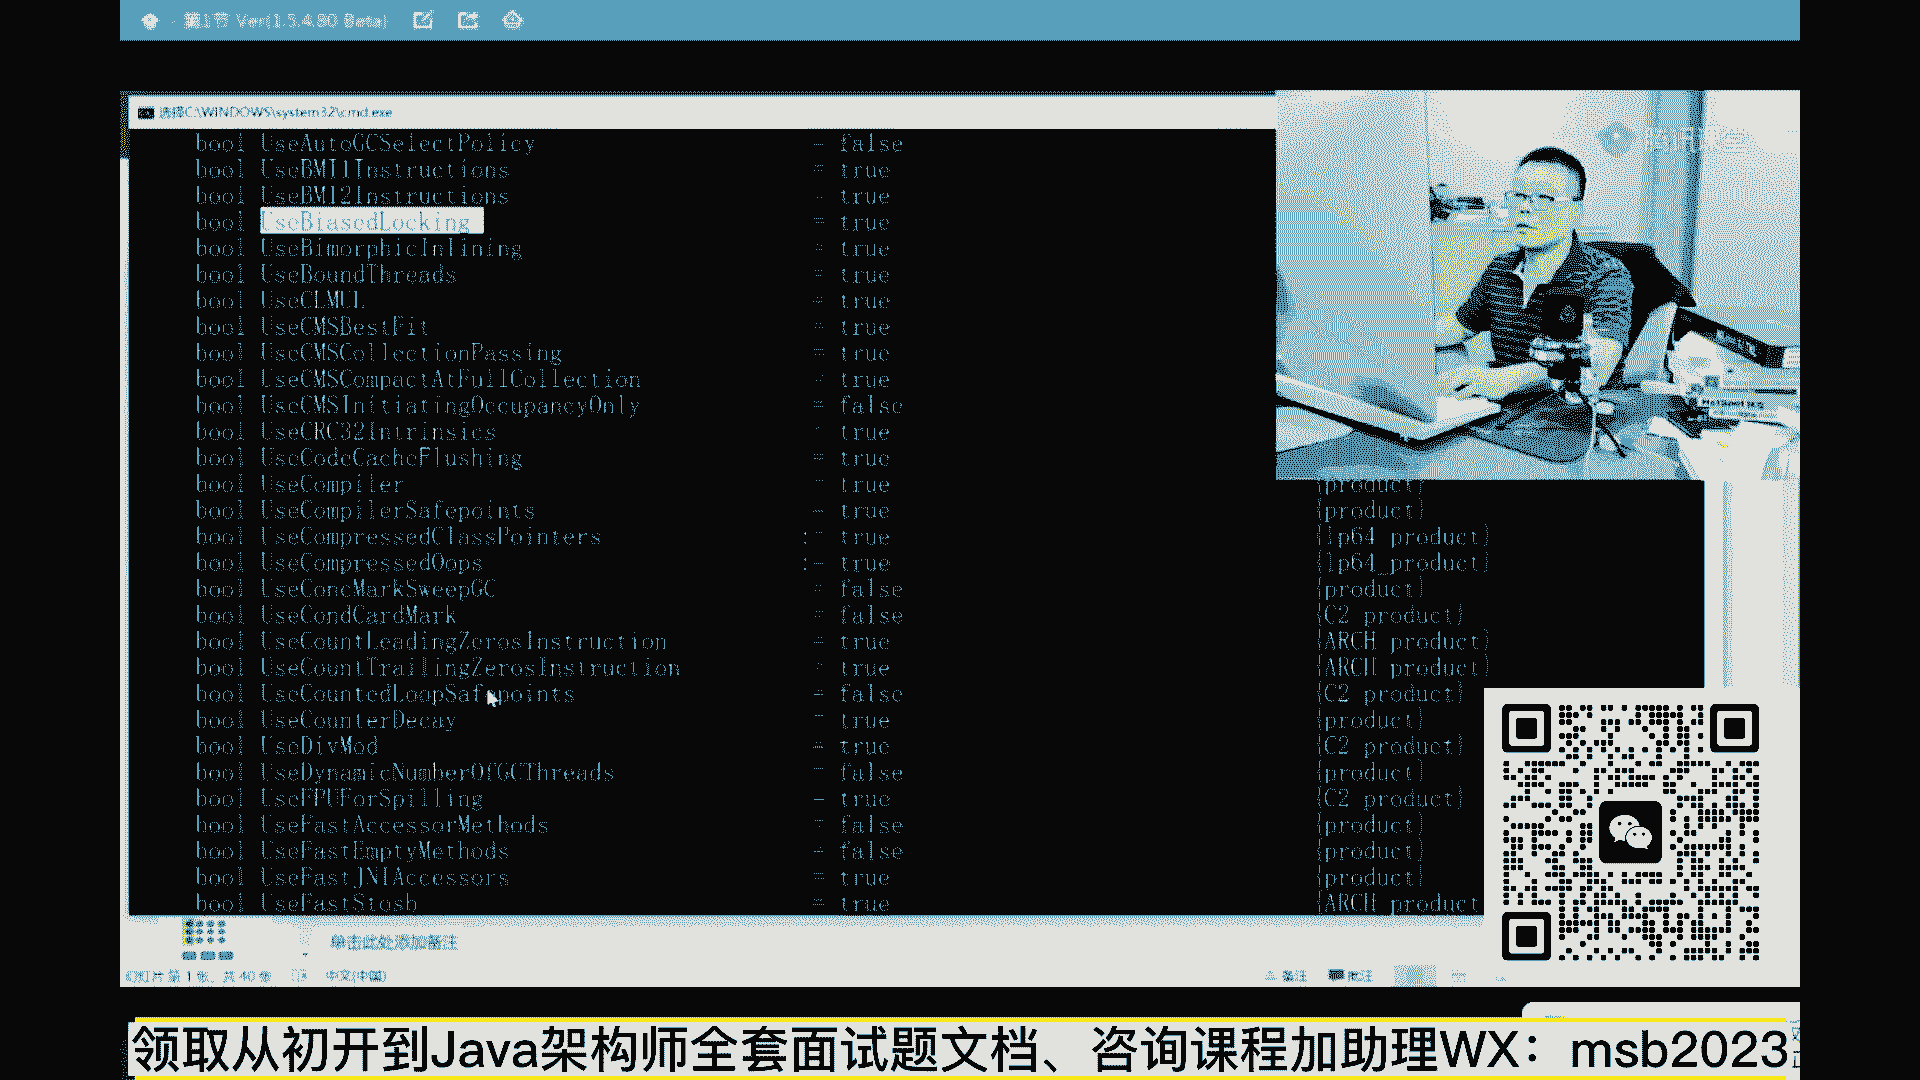 · 第1节 Ver(1.5.4.80 Beta)
选择C:\WINDOWS\system32\cmd.exe
bool UseAutoGCSelectPolicy = false
bool UseBMI1Instructions = true
bool UseBMI2Instructions = true
bool UseBiasedLocking = true
bool UseBimorphicInlining = true
bool UseBoundThreads = true
bool UseCLMUL = true
bool UseCMSBestFit = true
bool UseCMSCollectionPassing = true
bool UseCMSCompactAtFullCollection = true
bool UseCMSInitiatingOccupancyOnly = false
bool UseCRC32Intrinsics = true
bool UseCodeCacheFlushing = true
bool UseCompiler = true {product}
bool UseCompilerSafepoints = true {product}
bool UseCompressedClassPointers := true {lp64_product}
bool UseCompressedOops := true {lp64_product}
bool UseConcMarkSweepGC = false {product}
bool UseCondCardMark = false {C2 product}
bool UseCountLeadingZerosInstruction = true {ARCH product}
bool UseCountTrailingZerosInstruction = true {ARCH product}
bool UseCountedLoopSafepoints = false {C2 product}
bool UseCounterDecay = true {product}
bool UseDivMod = true {C2 product}
bool UseDynamicNumberOfGCThreads = false {product}
bool UseFPUForSpilling = true {C2 product}
bool UseFastAccessorMethods = false {product}
bool UseFastEmptyMethods = false {product}
bool UseFastJNIAccessors = true {product}
bool UseFastStosb = true {ARCH product
单击此处添加备注
幻灯片 第 1 张，共 40 张 中文(中国)
备注 批注
领取从初开到Java架构师全套面试题文档、咨询课程加助理WX：msb2023